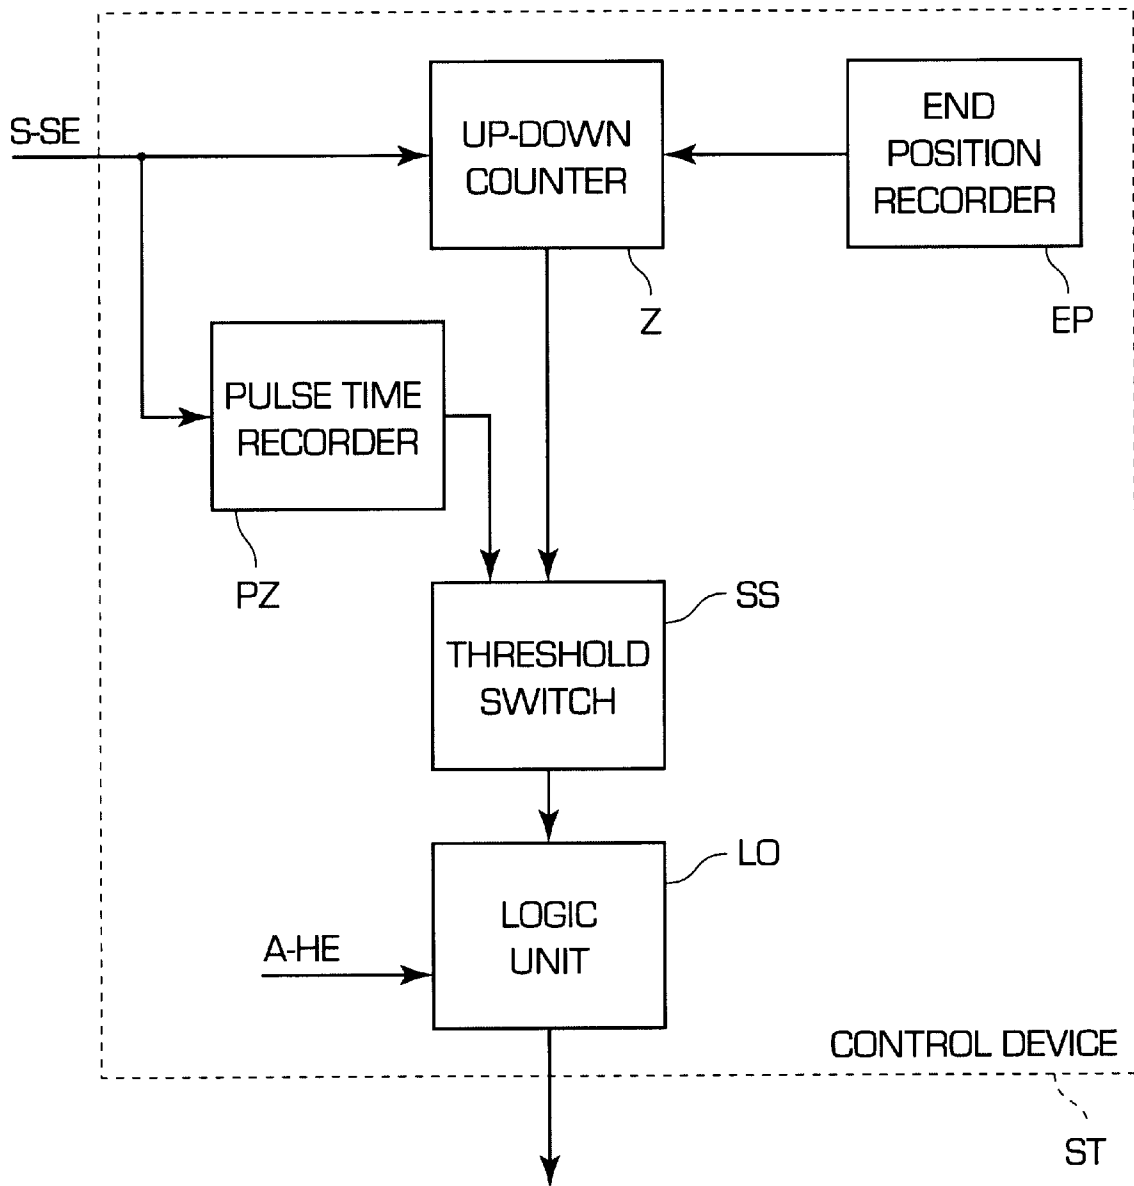 S-SE
UP-DOWN
COUNTER
END
POSITION
RECORDER
Z
EP
PULSE TIME
RECORDER
PZ
SS
THRESHOLD
SWITCH
LO
LOGIC
UNIT
A-HE
CONTROL DEVICE
ST